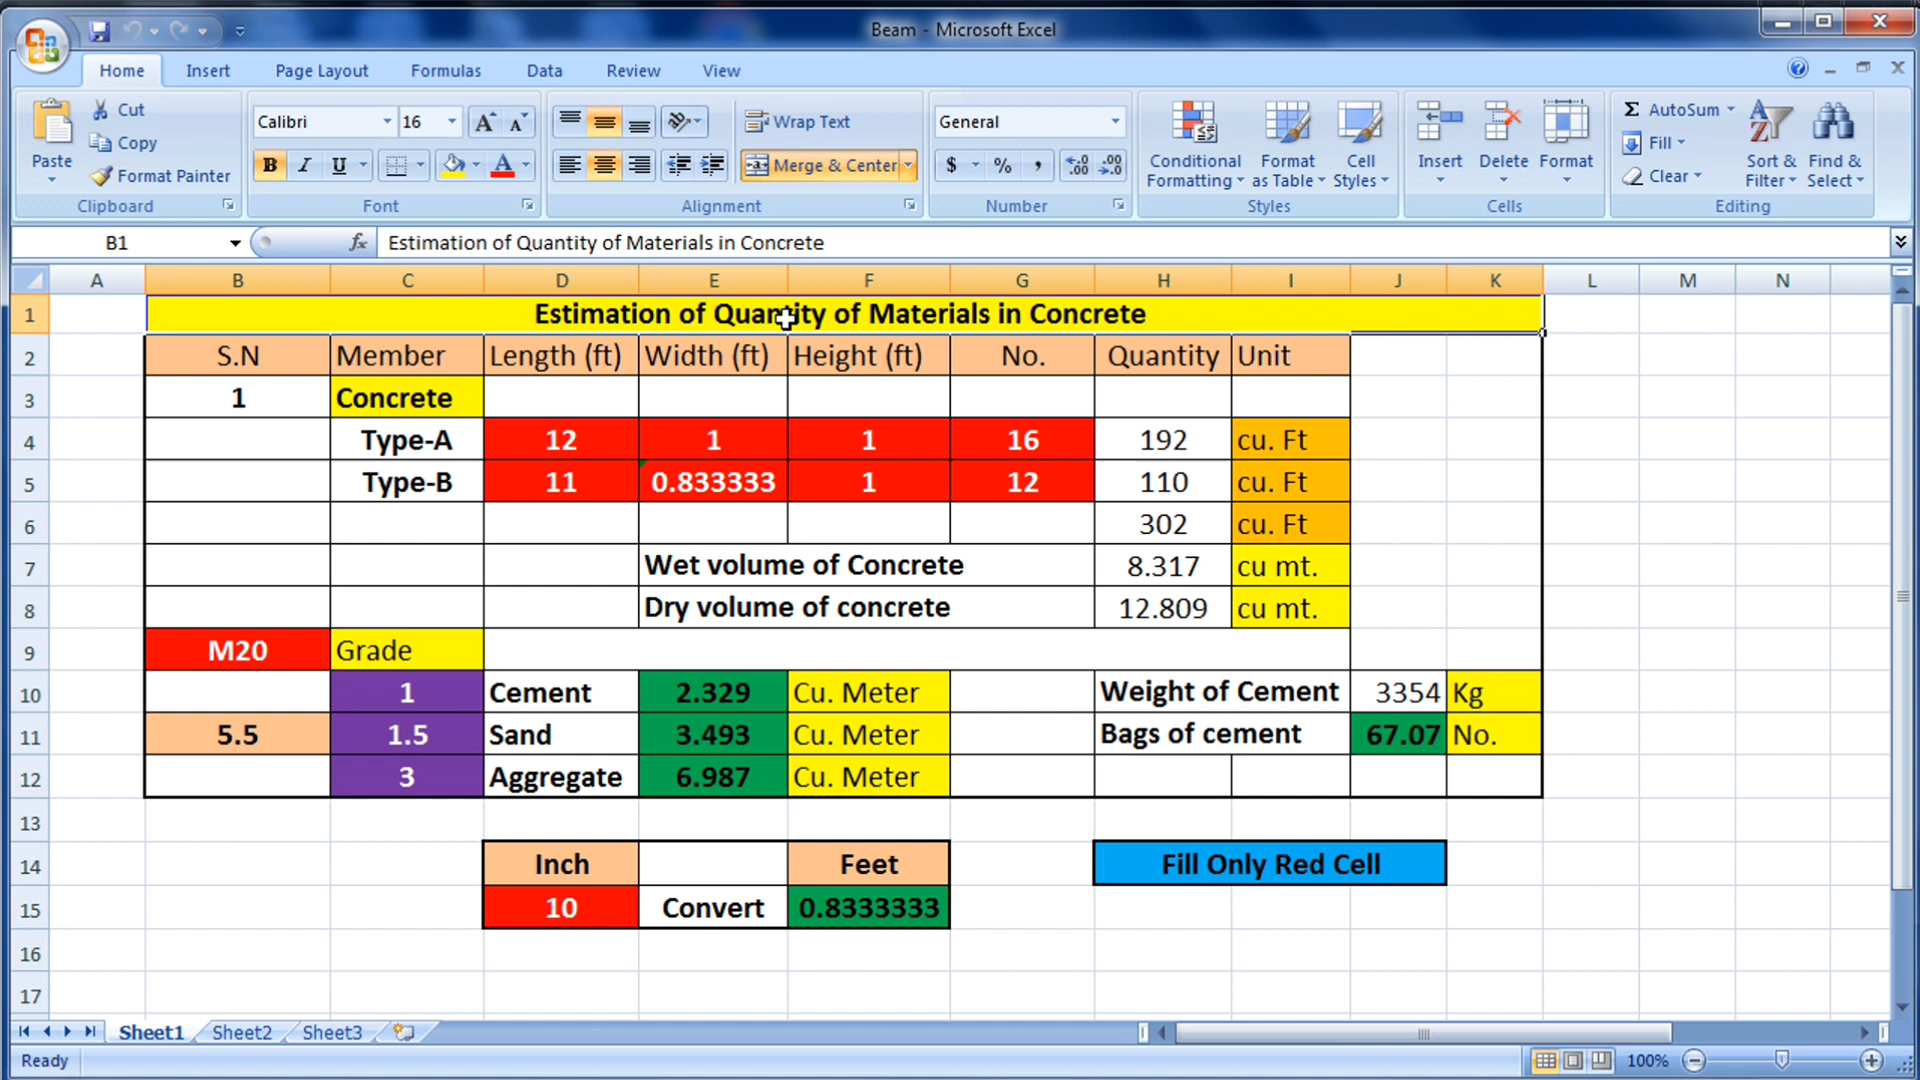 Beam - Microsoft Excel
Home Insert Page Layout Formulas Data Review View
Paste Cut Copy Format Painter Clipboard
Calibri 16 A A B I U A Font
Wrap Text Merge & Center Alignment
General $ % , .0 .00 .00 .0 Number
Conditional Formatting Format as Table Cell Styles Styles
Insert Delete Format Cells
Σ AutoSum Fill Clear Sort & Filter Find & Select Editing
B1 fx Estimation of Quantity of Materials in Concrete
A B C D E F G H I J K L M N
1 Estimation of Quantity of Materials in Concrete
2 S.N Member Length (ft) Width (ft) Height (ft) No. Quantity Unit
3 1 Concrete
4 Type-A 12 1 1 16 192 cu. Ft
5 Type-B 11 0.833333 1 12 110 cu. Ft
6 302 cu. Ft
7 Wet volume of Concrete 8.317 cu mt.
8 Dry volume of concrete 12.809 cu mt.
9 M20 Grade
10 1 Cement 2.329 Cu. Meter Weight of Cement 3354 Kg
11 5.5 1.5 Sand 3.493 Cu. Meter Bags of cement 67.07 No.
12 3 Aggregate 6.987 Cu. Meter
13
14 Inch Feet Fill Only Red Cell
15 10 Convert 0.8333333
16
17
Sheet1 Sheet2 Sheet3
Ready 100%